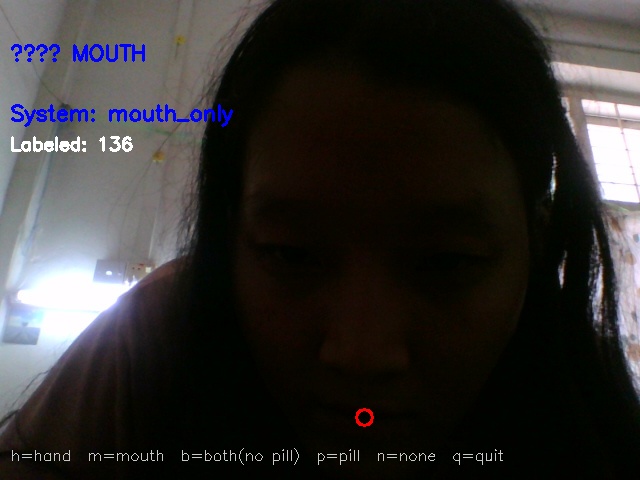 ???? MOUTH
System: mouth_only
Labeled: 136
h=hand m=mouth b=both(no pill) p=pill n=none q=quit